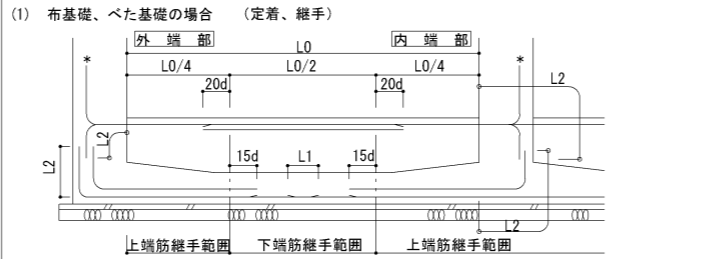 (1) 布基礎、べた基礎の場合 (定着、継手)
外端部 L0 内端部
* L0/4 L0/2 L0/4 * L2
20d 20d
L2
15d L1 15d
L2
L2
上端筋継手範囲 下端筋継手範囲 上端筋継手範囲